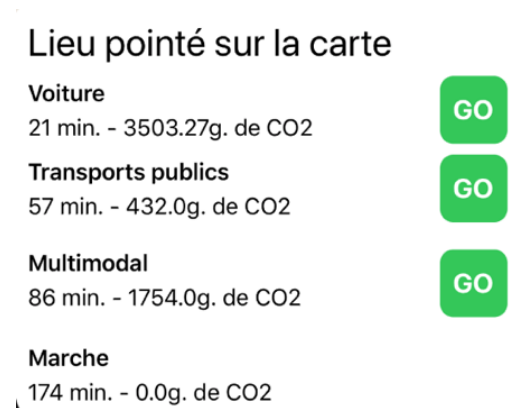 Lieu pointé sur la carte
Voiture
21 min. - 3503.27g. de CO2
GO
Transports publics
57 min. - 432.0g. de CO2
GO
Multimodal
86 min. - 1754.0g. de CO2
GO
Marche
174 min. - 0.0g. de CO2